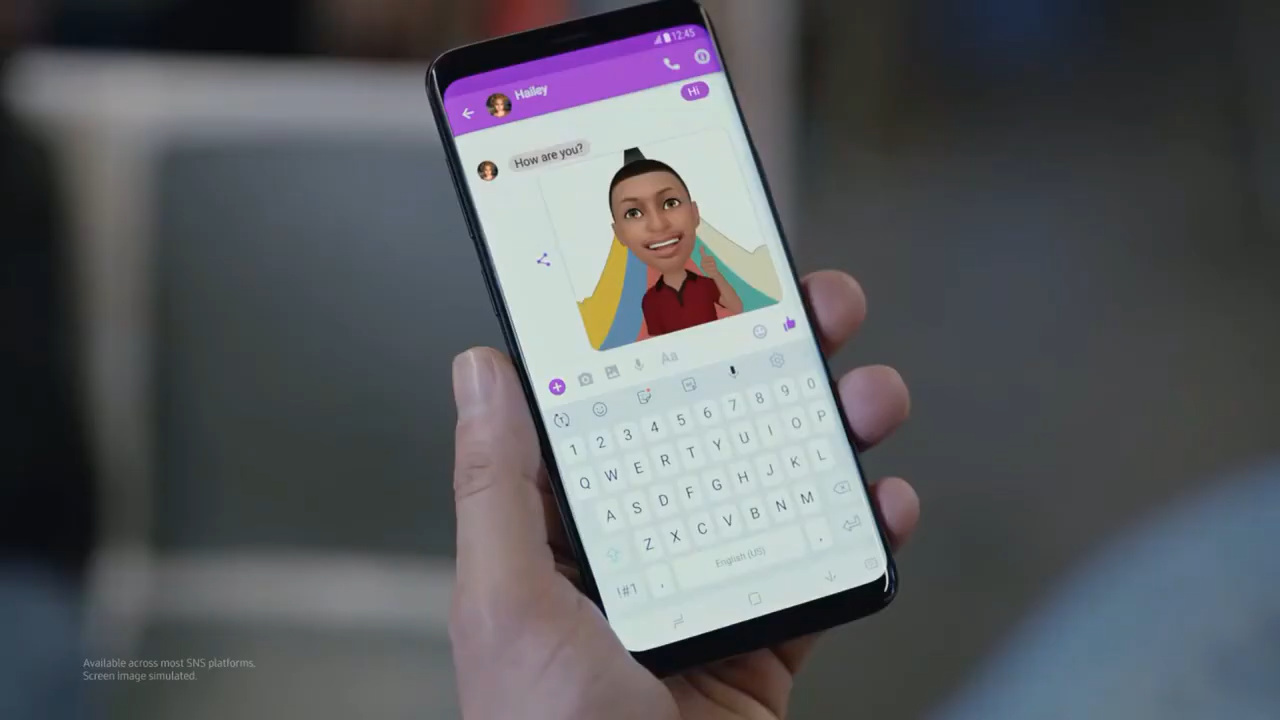 12:45
Hailey
Hi
How are you?
Aa
1 2 3 4 5 6 7 8 9 0
Q W E R T Y U I O P
A S D F G H J K L
Z X C V B N M
!#1 , English (US) .
Available across most SNS platforms.
Screen image simulated.